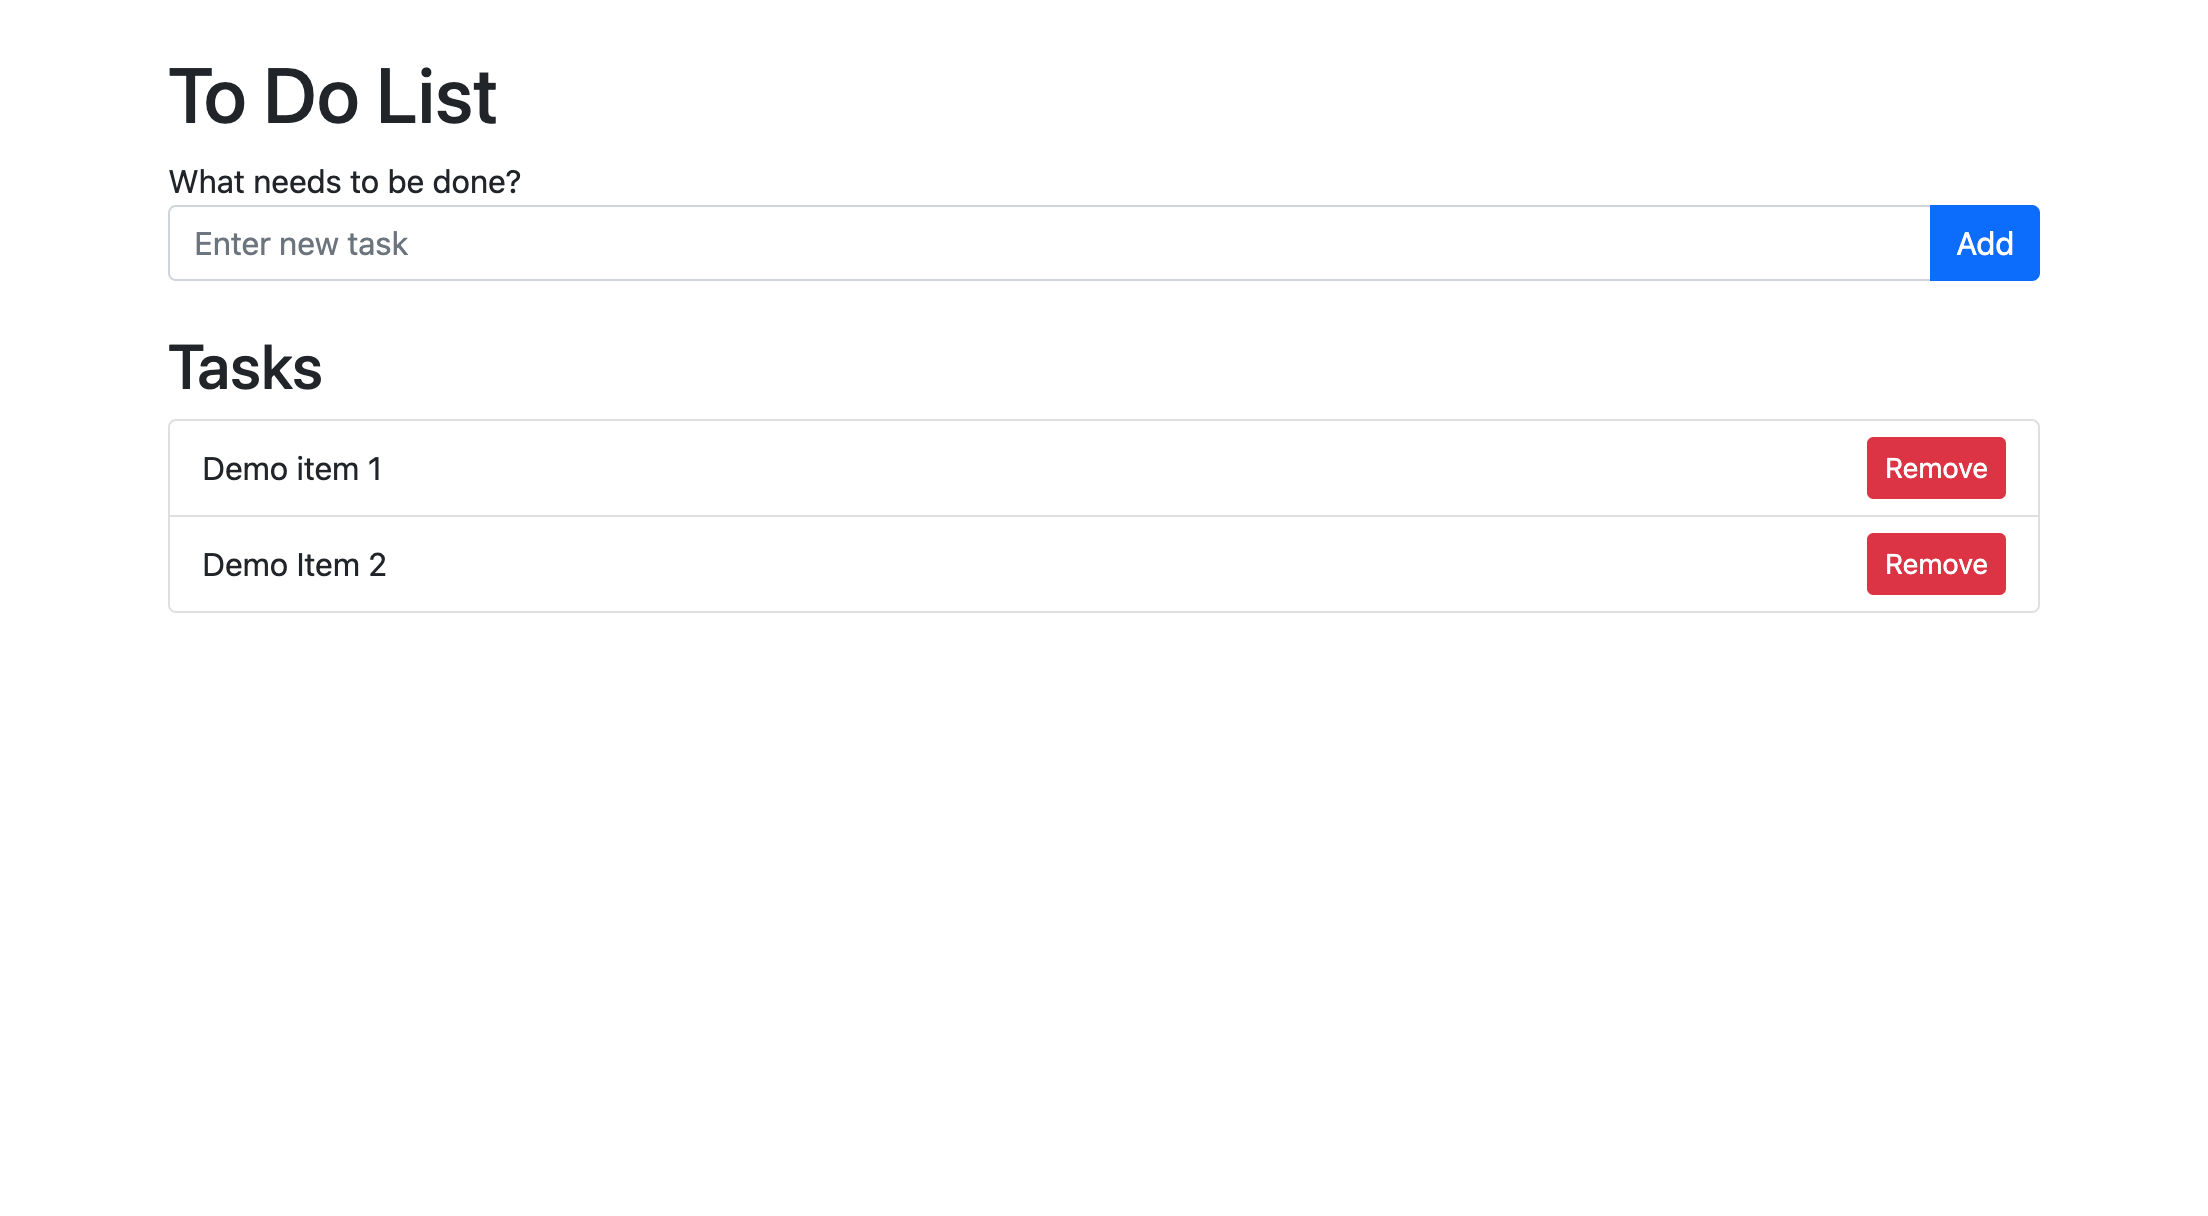 To Do List
What needs to be done?
Enter new task Add
Tasks
Demo item 1 Remove
Demo Item 2 Remove